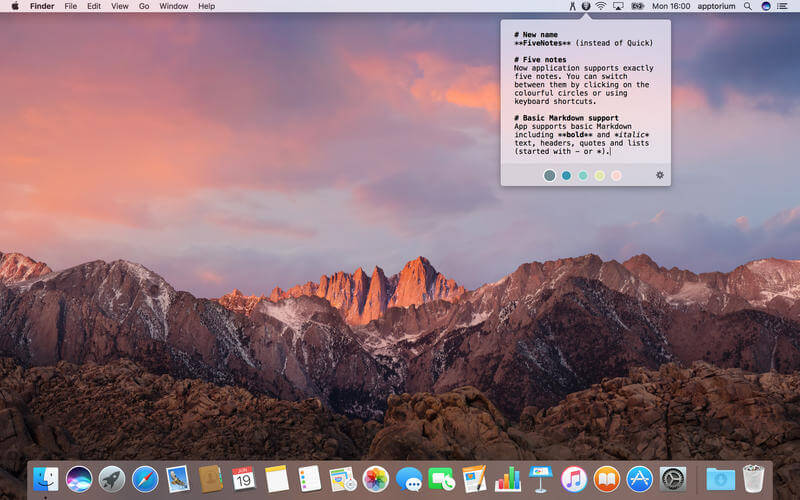 Finder File Edit View Go Window Help
Mon 16:00 apptorium
# New name
**FiveNotes** (instead of Quick)
# Five notes
Now application supports exactly
five notes. You can switch
between them by clicking on the
colourful circles or using
keyboard shortcuts.
# Basic Markdown support
App supports basic Markdown
including **bold** and *italic*
text, headers, quotes and lists
(started with - or *).
JUN
19